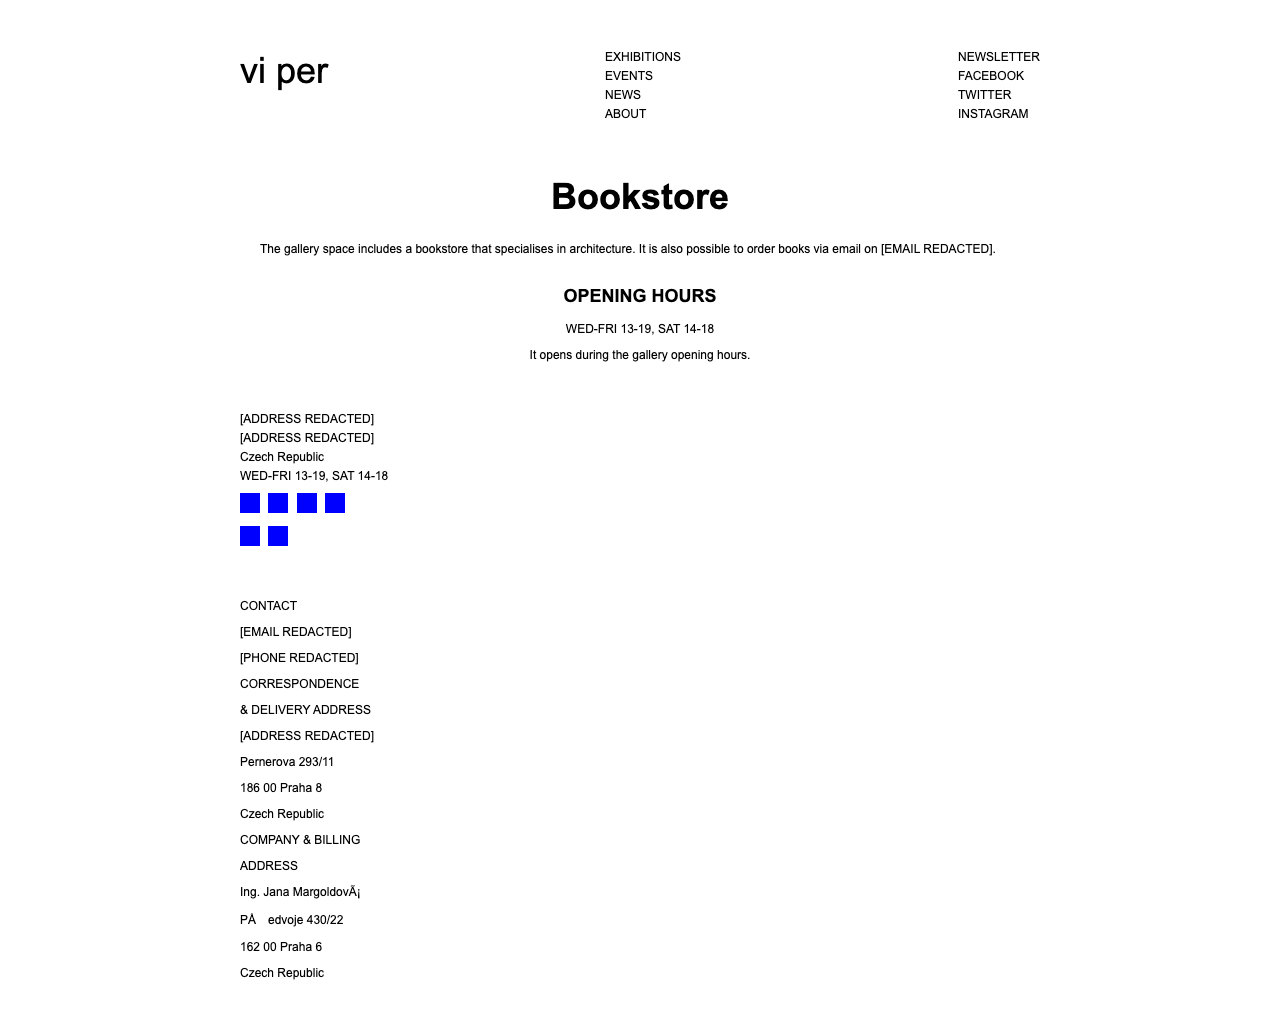 vi per
EXHIBITIONS
EVENTS
NEWS
ABOUT
NEWSLETTER
FACEBOOK
TWITTER
INSTAGRAM
Bookstore
The gallery space includes a bookstore that specialises in architecture. It is also possible to order books via email on [EMAIL REDACTED].
OPENING HOURS
WED-FRI 13-19, SAT 14-18
It opens during the gallery opening hours.
[ADDRESS REDACTED]
[ADDRESS REDACTED]
Czech Republic
WED-FRI 13-19, SAT 14-18
CONTACT
[EMAIL REDACTED]
[PHONE REDACTED]
CORRESPONDENCE
& DELIVERY ADDRESS
[ADDRESS REDACTED]
Pernerova 293/11
186 00 Praha 8
Czech Republic
COMPANY & BILLING
ADDRESS
Ing. Jana MargoldovÃ¡
PÅ edvoje 430/22
162 00 Praha 6
Czech Republic